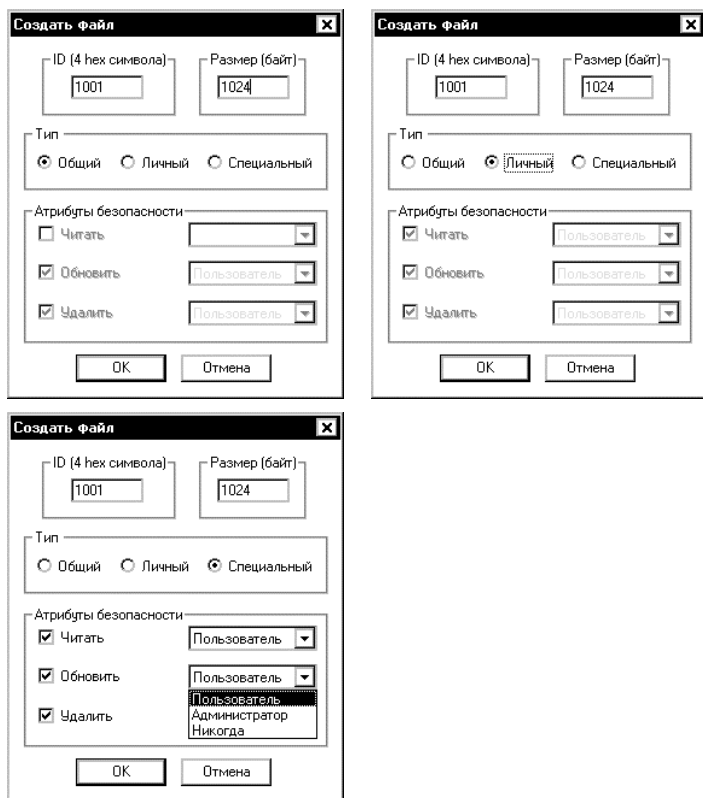 Создать файл
ID (4 hex символа) Размер (байт)
1001 1024
Тип
Общий Личный Специальный
Атрибуты безопасности
Читать
Обновить Пользователь
Удалить Пользователь
OK Отмена
Создать файл
ID (4 hex символа) Размер (байт)
1001 1024
Тип
Общий Личный Специальный
Атрибуты безопасности
Читать Пользователь
Обновить Пользователь
Удалить Пользователь
OK Отмена
Создать файл
ID (4 hex символа) Размер (байт)
1001 1024
Тип
Общий Личный Специальный
Атрибуты безопасности
Читать Пользователь
Обновить Пользователь
Пользователь
Удалить Администратор
Никогда
OK Отмена